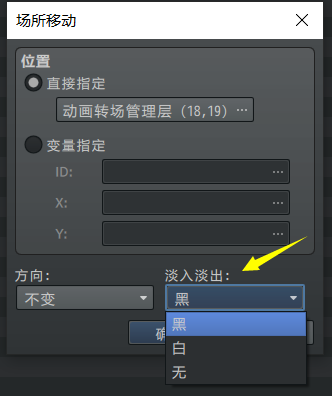 场所移动
位置
直接指定
动画转场管理层（18,19） ...
变量指定
ID: ...
X: ...
Y: ...
方向: 淡入淡出:
不变 黑
黑
白
无